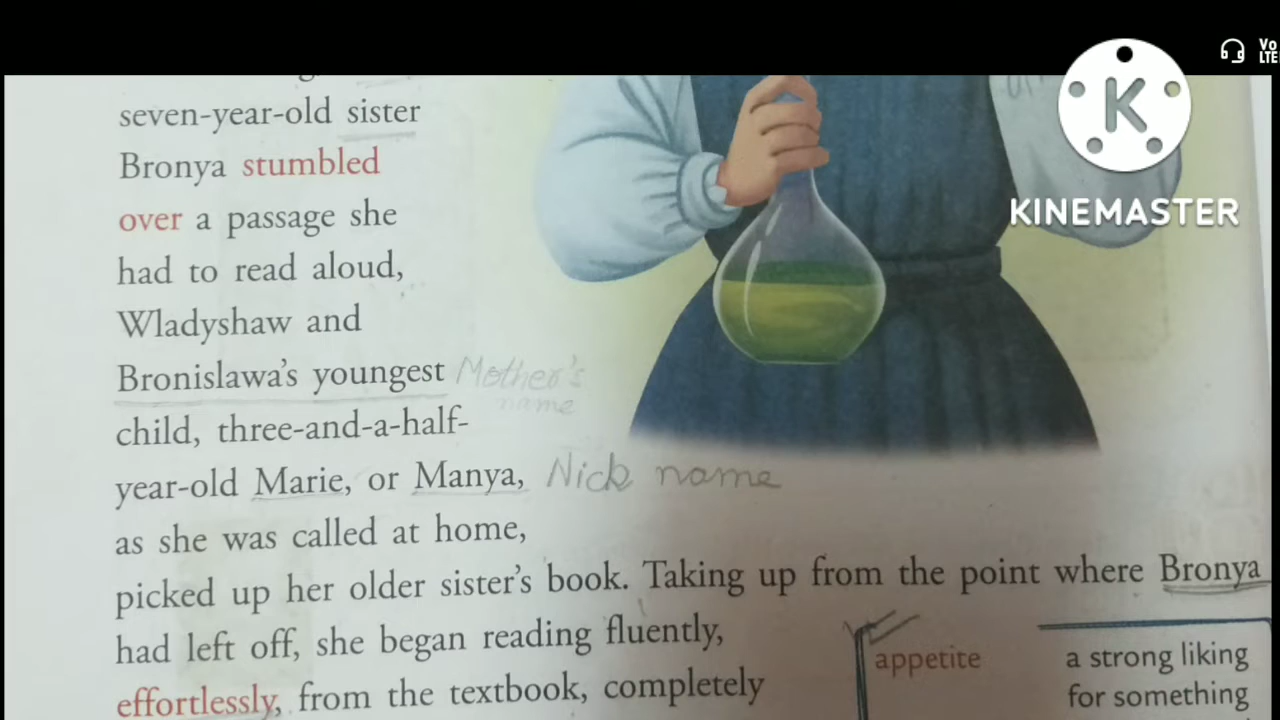 Vo
LTE
KINEMASTER
seven-year-old sister
Bronya stumbled
over a passage she
had to read aloud,
Wladyshaw and
Bronislawa's youngest Mother's
name
child, three-and-a-half-
year-old Marie, or Manya, Nick name
as she was called at home,
picked up her older sister's book. Taking up from the point where Bronya
had left off, she began reading fluently,
effortlessly, from the textbook, completely
appetite a strong liking
for something